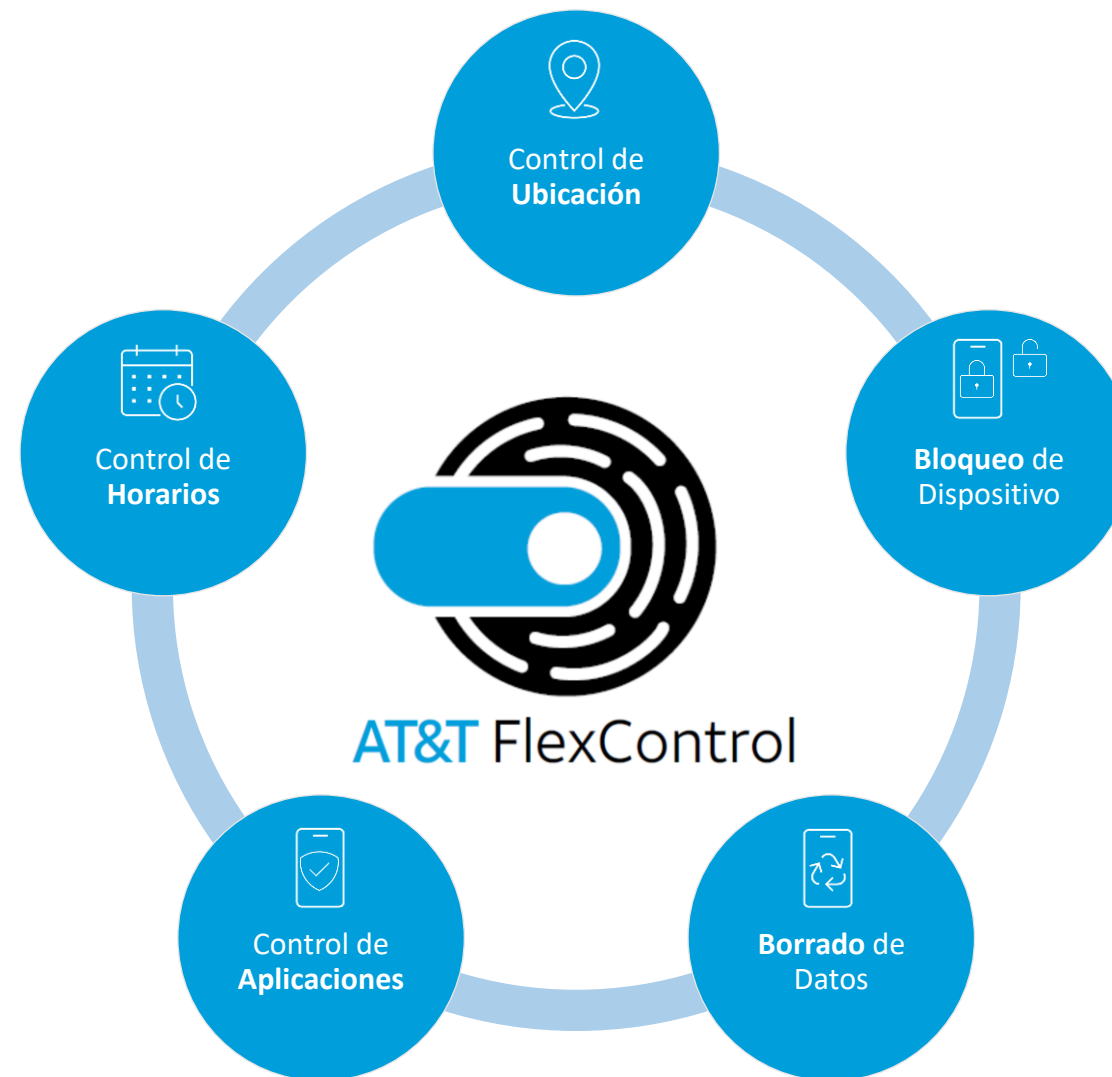 Control de
Ubicación
Control de
Horarios
Bloqueo de
Dispositivo
AT&T FlexControl
Control de
Aplicaciones
Borrado de
Datos